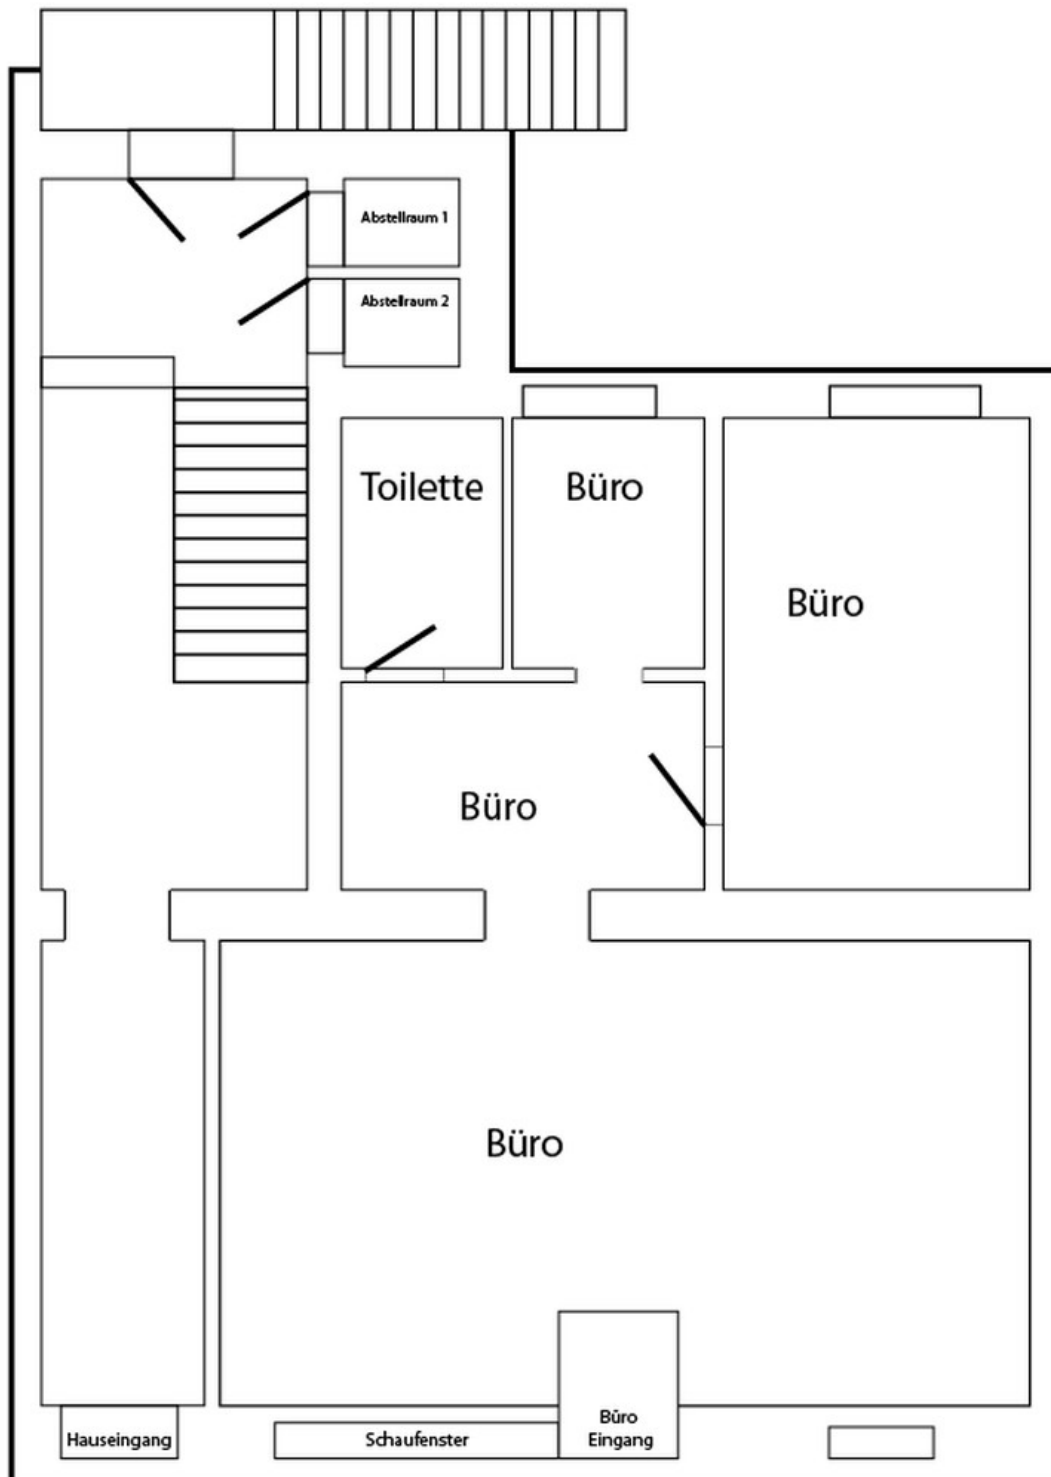 Abstellraum 1
Abstellraum 2
Toilette
Büro
Büro
Büro
Büro
Hauseingang
Schaufenster
Büro
Eingang